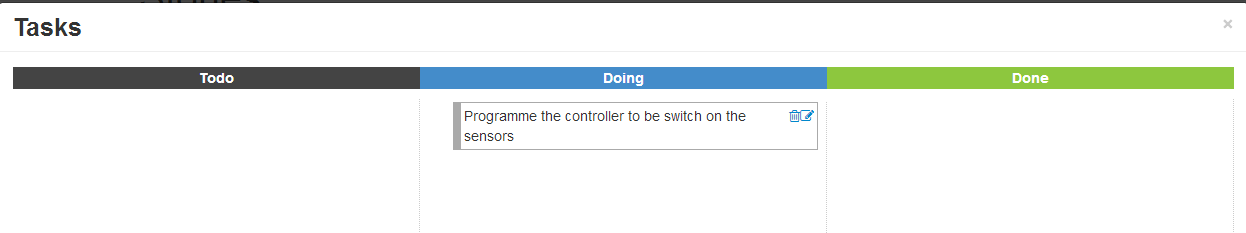 Tasks
×
Todo
Doing
Done
Programme the controller to be switch on the
sensors